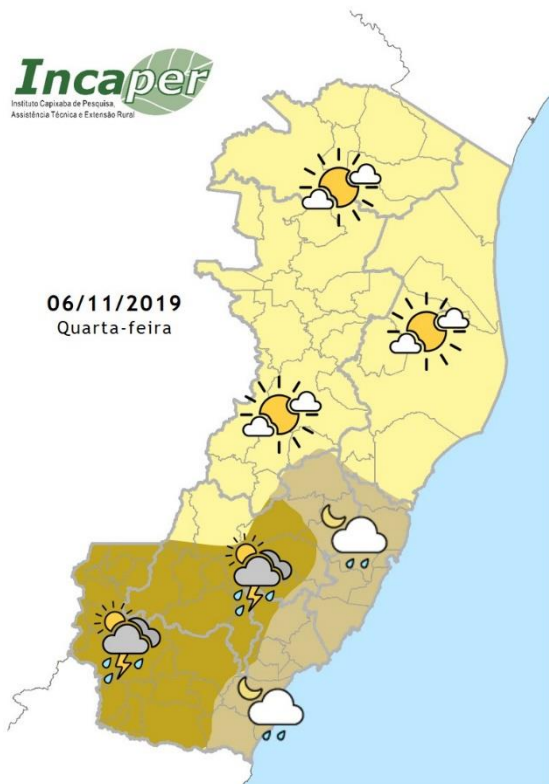 Incaper
Instituto Capixaba de Pesquisa,
Assistência Técnica e Extensão Rural
06/11/2019
Quarta-feira